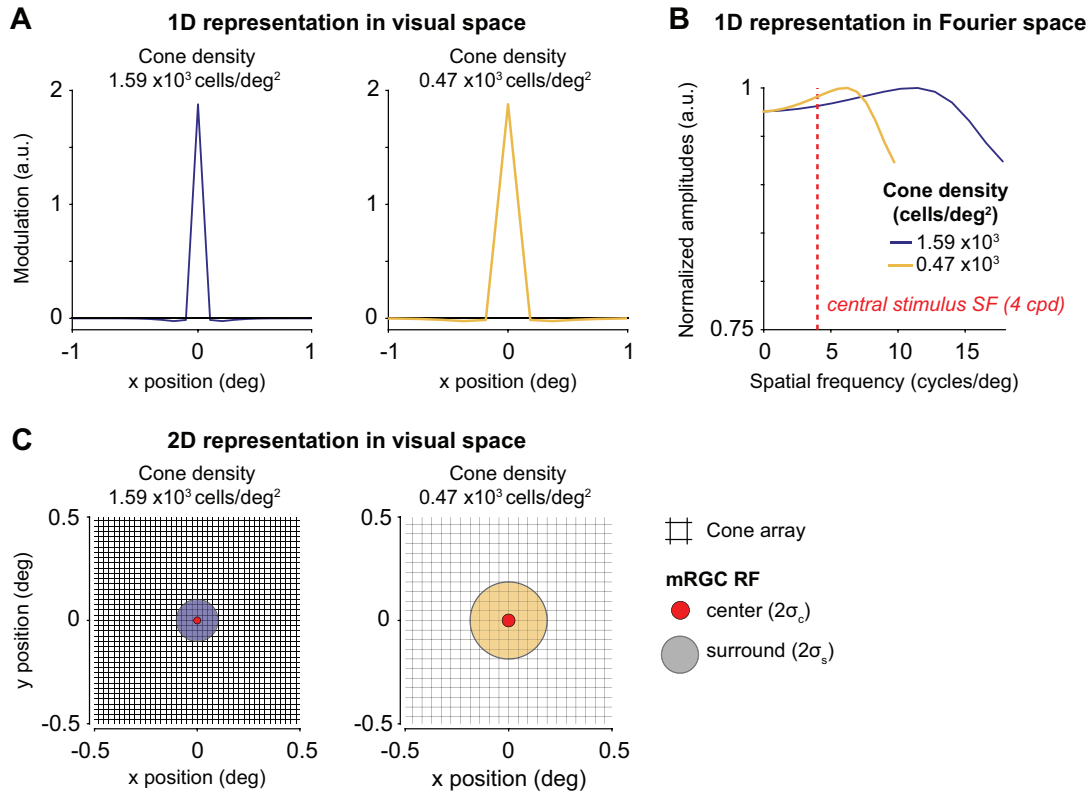 A
1D representation in visual space
Cone density
1.59 x10³ cells/deg²
Cone density
0.47 x10³ cells/deg²
Modulation (a.u.)
2
1
0
2
1
0
-1
0
1
-1
0
1
x position (deg)
x position (deg)
B
1D representation in Fourier space
Normalized amplitudes (a.u.)
1
0.75
Cone density
(cells/deg²)
1.59 x10³
0.47 x10³
central stimulus SF (4 cpd)
0
5
10
15
Spatial frequency (cycles/deg)
C
2D representation in visual space
Cone density
1.59 x10³ cells/deg²
Cone density
0.47 x10³ cells/deg²
y position (deg)
0.5
0
-0.5
0.5
0
-0.5
-0.5
0
0.5
-0.5
0
0.5
x position (deg)
x position (deg)
Cone array
mRGC RF
center (2σc)
surround (2σs)